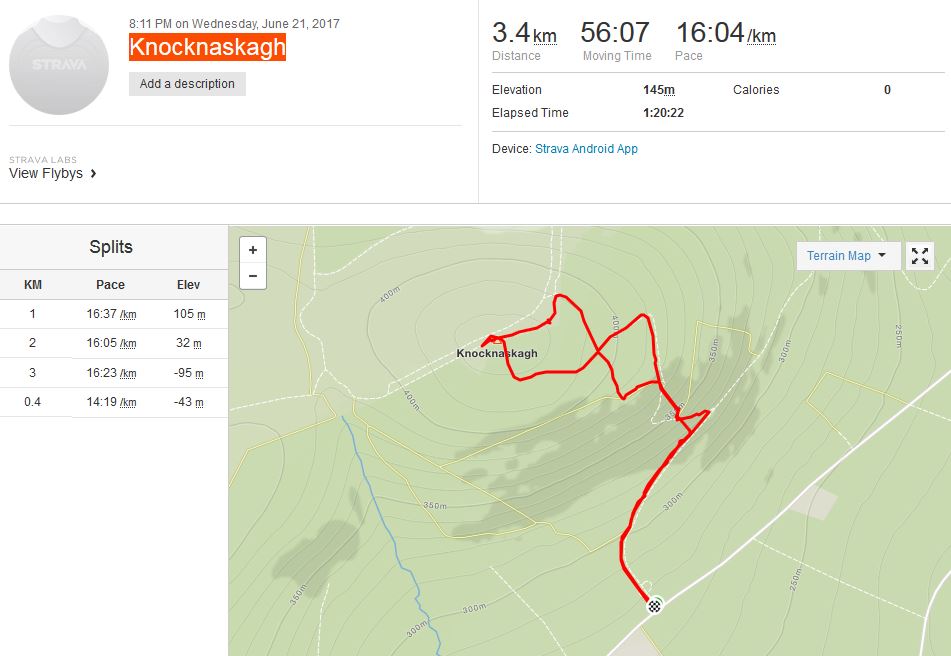 8:11 PM on Wednesday, June 21, 2017
Knocknaskagh
STRAVA
Add a description
STRAVA LABS
View Flybys
3.4km 56:07 16:04/km
Distance Moving Time Pace
Elevation 145m Calories 0
Elapsed Time 1:20:22
Device: Strava Android App
Splits
KM Pace Elev
1 16:37 /km 105 m
2 16:05 /km 32 m
3 16:23 /km -95 m
0.4 14:19 /km -43 m
+
−
Terrain Map
400m
400m
250m
350m
300m
Knocknaskagh
400m
350m
300m
250m
350m
300m
300m